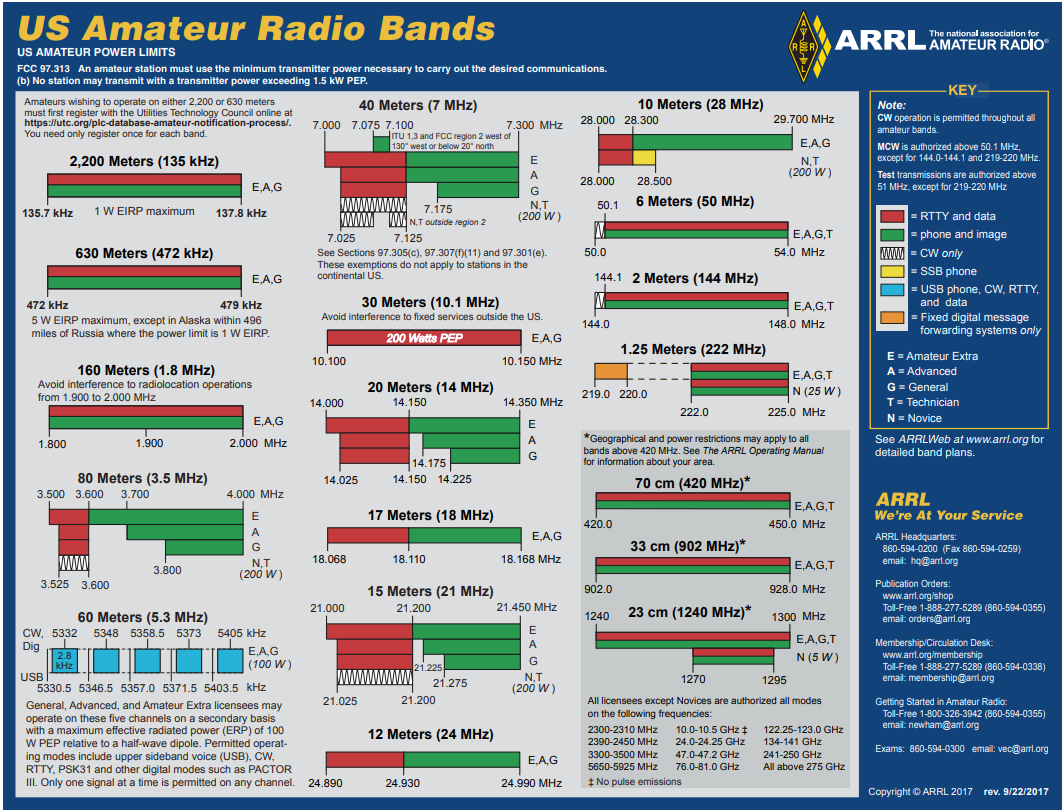 US Amateur Radio Bands
US AMATEUR POWER LIMITS
FCC 97.313 An amateur station must use the minimum transmitter power necessary to carry out the desired communications.
(b) No station may transmit with a transmitter power exceeding 1.5 kW PEP.
A
R R
L
ARRL The national association for
AMATEUR RADIO®
Amateurs wishing to operate on either 2,200 or 630 meters
must first register with the Utilities Technology Council online at
https://utc.org/plc-database-amateur-notification-process/.
You need only register once for each band.
2,200 Meters (135 kHz)
E,A,G
135.7 kHz 1 W EIRP maximum 137.8 kHz
630 Meters (472 kHz)
E,A,G
472 kHz 479 kHz
5 W EIRP maximum, except in Alaska within 496
miles of Russia where the power limit is 1 W EIRP.
160 Meters (1.8 MHz)
Avoid interference to radiolocation operations
from 1.900 to 2.000 MHz
E,A,G
1.800 1.900 2.000 MHz
80 Meters (3.5 MHz)
3.500 3.600 3.700 4.000 MHz
E
A
G
N,T
(200 W)
3.800
3.525 3.600
60 Meters (5.3 MHz)
CW, 5332 5348 5358.5 5373 5405 kHz
Dig
2.8
kHz
E,A,G
(100 W)
USB
5330.5 5346.5 5357.0 5371.5 5403.5 kHz
General, Advanced, and Amateur Extra licensees may
operate on these five channels on a secondary basis
with a maximum effective radiated power (ERP) of 100
W PEP relative to a half-wave dipole. Permitted operat-
ing modes include upper sideband voice (USB), CW,
RTTY, PSK31 and other digital modes such as PACTOR
III. Only one signal at a time is permitted on any channel.
40 Meters (7 MHz)
7.000 7.075 7.100 7.300 MHz
ITU 1,3 and FCC region 2 west of
130° west or below 20° north
E
A
G
N,T
(200 W)
7.175
N,T outside region 2
7.025 7.125
See Sections 97.305(c), 97.307(f)(11) and 97.301(e).
These exemptions do not apply to stations in the
continental US.
30 Meters (10.1 MHz)
Avoid interference to fixed services outside the US.
200 Watts PEP E,A,G
10.100 10.150 MHz
20 Meters (14 MHz)
14.000 14.150 14.350 MHz
E
A
G
14.175
14.025 14.150 14.225
17 Meters (18 MHz)
E,A,G
18.068 18.110 18.168 MHz
15 Meters (21 MHz)
21.000 21.200 21.450 MHz
E
A
G
N,T
(200 W)
21.225
21.275
21.025 21.200
12 Meters (24 MHz)
E,A,G
24.890 24.930 24.990 MHz
10 Meters (28 MHz)
28.000 28.300 29.700 MHz
E,A,G
N,T
(200 W)
28.000 28.500
6 Meters (50 MHz)
50.1
E,A,G,T
50.0 54.0 MHz
2 Meters (144 MHz)
144.1
E,A,G,T
144.0 148.0 MHz
1.25 Meters (222 MHz)
E,A,G,T
N (25 W)
219.0 220.0
222.0 225.0 MHz
*Geographical and power restrictions may apply to all
bands above 420 MHz. See The ARRL Operating Manual
for information about your area.
70 cm (420 MHz)*
E,A,G,T
420.0 450.0 MHz
33 cm (902 MHz)*
E,A,G,T
902.0 928.0 MHz
23 cm (1240 MHz)*
1240 1300 MHz
E,A,G,T
N (5 W)
1270 1295
All licensees except Novices are authorized all modes
on the following frequencies:
2300-2310 MHz 10.0-10.5 GHz ‡ 122.25-123.0 GHz
2390-2450 MHz 24.0-24.25 GHz 134-141 GHz
3300-3500 MHz 47.0-47.2 GHz 241-250 GHz
5650-5925 MHz 76.0-81.0 GHz All above 275 GHz
‡ No pulse emissions
KEY
Note:
CW operation is permitted throughout all
amateur bands.
MCW is authorized above 50.1 MHz,
except for 144.0-144.1 and 219-220 MHz.
Test transmissions are authorized above
51 MHz, except for 219-220 MHz
= RTTY and data
= phone and image
= CW only
= SSB phone
= USB phone, CW, RTTY,
and data
= Fixed digital message
forwarding systems only
E = Amateur Extra
A = Advanced
G = General
T = Technician
N = Novice
See ARRLWeb at www.arrl.org for
detailed band plans.
ARRL
We're At Your Service
ARRL Headquarters:
860-594-0200 (Fax 860-594-0259)
email: hq@arrl.org
Publication Orders:
www.arrl.org/shop
Toll-Free 1-888-277-5289 (860-594-0355)
email: orders@arrl.org
Membership/Circulation Desk:
www.arrl.org/membership
Toll-Free 1-888-277-5289 (860-594-0338)
email: membership@arrl.org
Getting Started in Amateur Radio:
Toll-Free 1-800-326-3942 (860-594-0355)
email: newham@arrl.org
Exams: 860-594-0300 email: vec@arrl.org
Copyright © ARRL 2017 rev. 9/22/2017